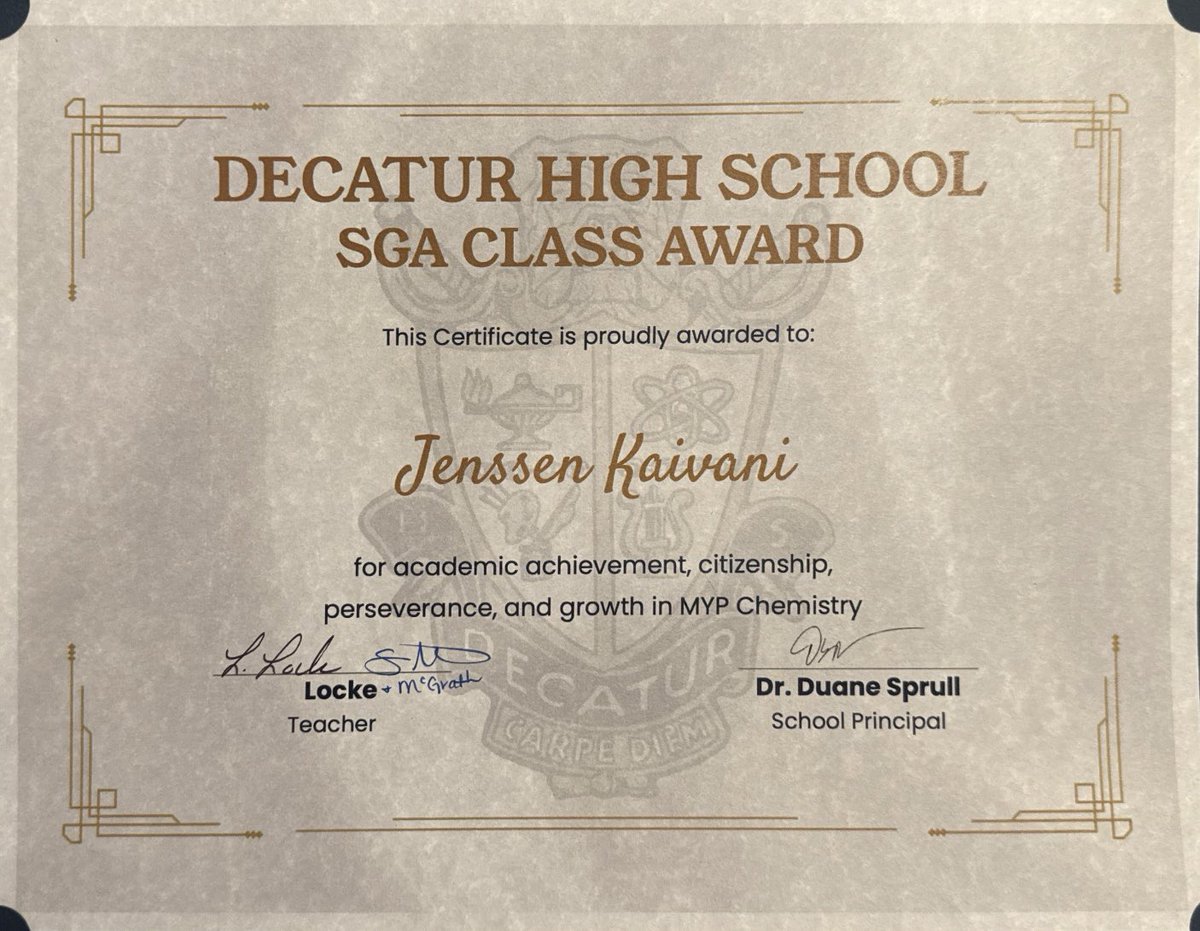 DECATUR HIGH SCHOOL
SGA CLASS AWARD
This Certificate is proudly awarded to:
Jenssen Kaivani
for academic achievement, citizenship,
perseverance, and growth in MYP Chemistry
L. Locke
Locke + McGrath
Teacher
Dr. Duane Sprull
School Principal
DECATUR
CARPE DIEM